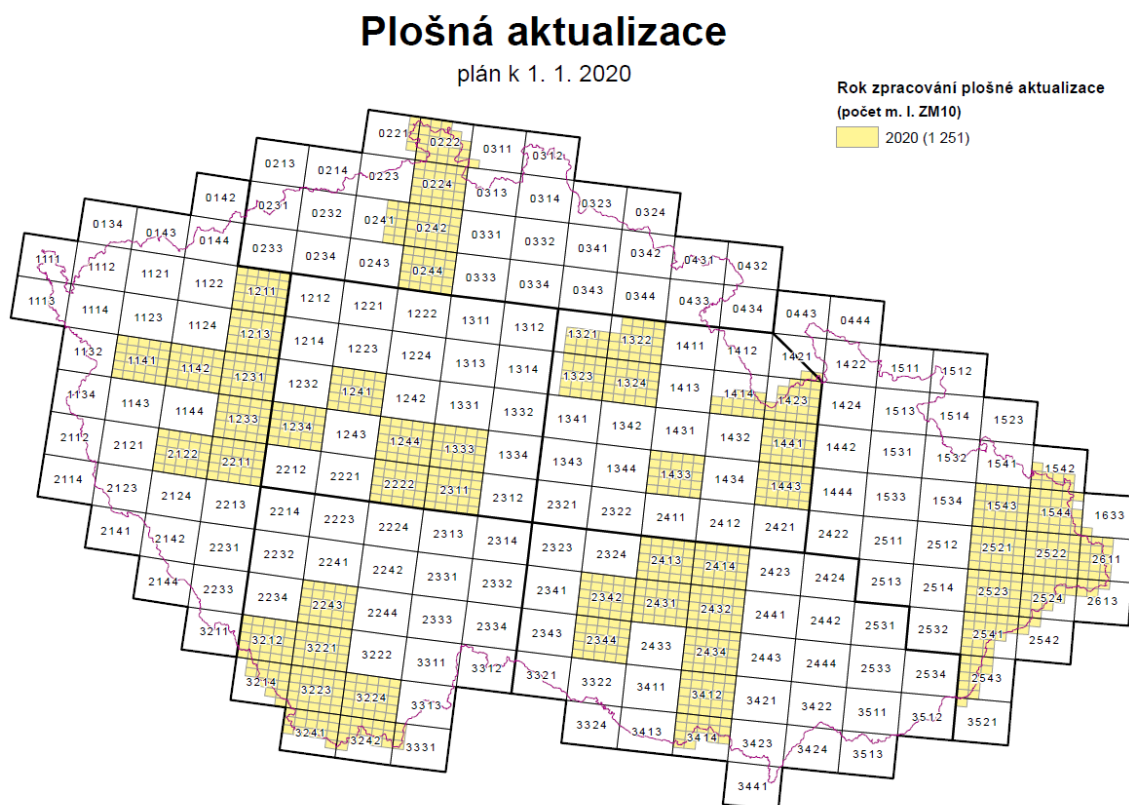 Plošná aktualizace
plán k 1. 1. 2020
Rok zpracování plošné aktualizace
(počet m. l. ZM10)
2020 (1 251)
0221 0222 0311 0312
0213 0214 0223 0224 0313 0314 0323 0324
0142 0231 0232 0241 0242 0331 0332 0341 0342 0431 0432
0134 0143 0144 0233 0234 0243 0244 0333 0334 0343 0344 0433 0434 0443 0444
1111 1112 1121 1122 1211 1212 1221 1222 1311 1312 1321 1322 1411 1412 1421 1422 1511 1512
1113 1114 1123 1124 1213 1214 1223 1224 1313 1314 1323 1324 1413 1414 1423 1424 1513 1514 1523
1132 1141 1142 1231 1232 1241 1242 1331 1332 1341 1342 1431 1432 1441 1442 1531 1532 1541 1542
1134 1143 1144 1233 1234 1243 1244 1333 1334 1343 1344 1433 1434 1443 1444 1533 1534 1543 1544 1633
2112 2121 2122 2211 2212 2221 2222 2311 2312 2321 2322 2411 2412 2421 2422 2511 2512 2521 2522 2611
2114 2123 2124 2213 2214 2223 2224 2313 2314 2323 2324 2413 2414 2423 2424 2513 2514 2523 2524 2613
2141 2142 2231 2232 2241 2242 2331 2332 2341 2342 2431 2432 2441 2442 2531 2532 2541 2542
2144 2233 2234 2243 2244 2333 2334 2343 2344 2433 2434 2443 2444 2533 2534 2543
3211 3212 3221 3222 3311 3312 3321 3322 3411 3412 3421 3422 3511 3512 3521
3214 3223 3224 3313 3324 3413 3414 3423 3424 3513
3241 3242 3331 3441